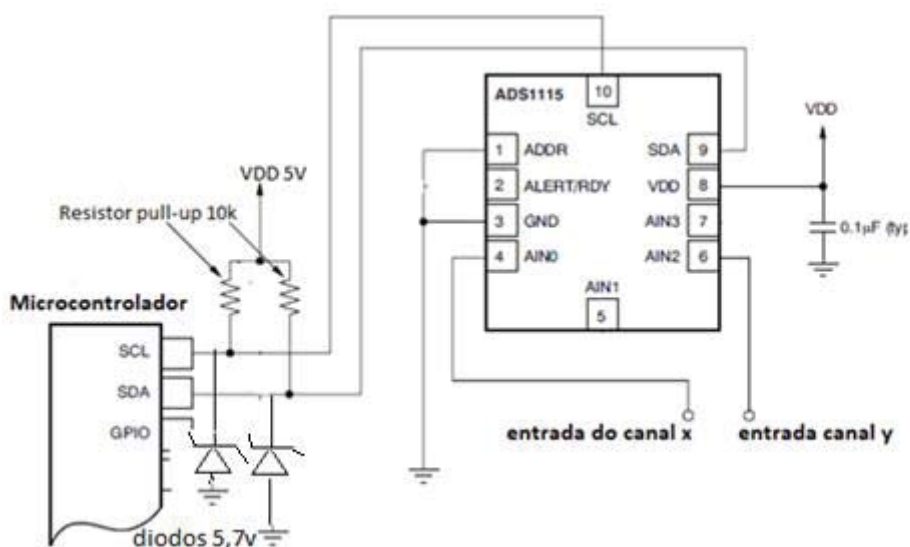 ADS1115
10
SCL
1 ADDR
SDA 9
2 ALERT/RDY
VDD 8
3 GND
AIN3 7
4 AIN0
AIN2 6
AIN1
5
VDD
0.1µF (typ
VDD 5V
Resistor pull-up 10k
Microcontrolador
SCL
SDA
GPIO
entrada do canal x
entrada canal y
diodos 5,7v